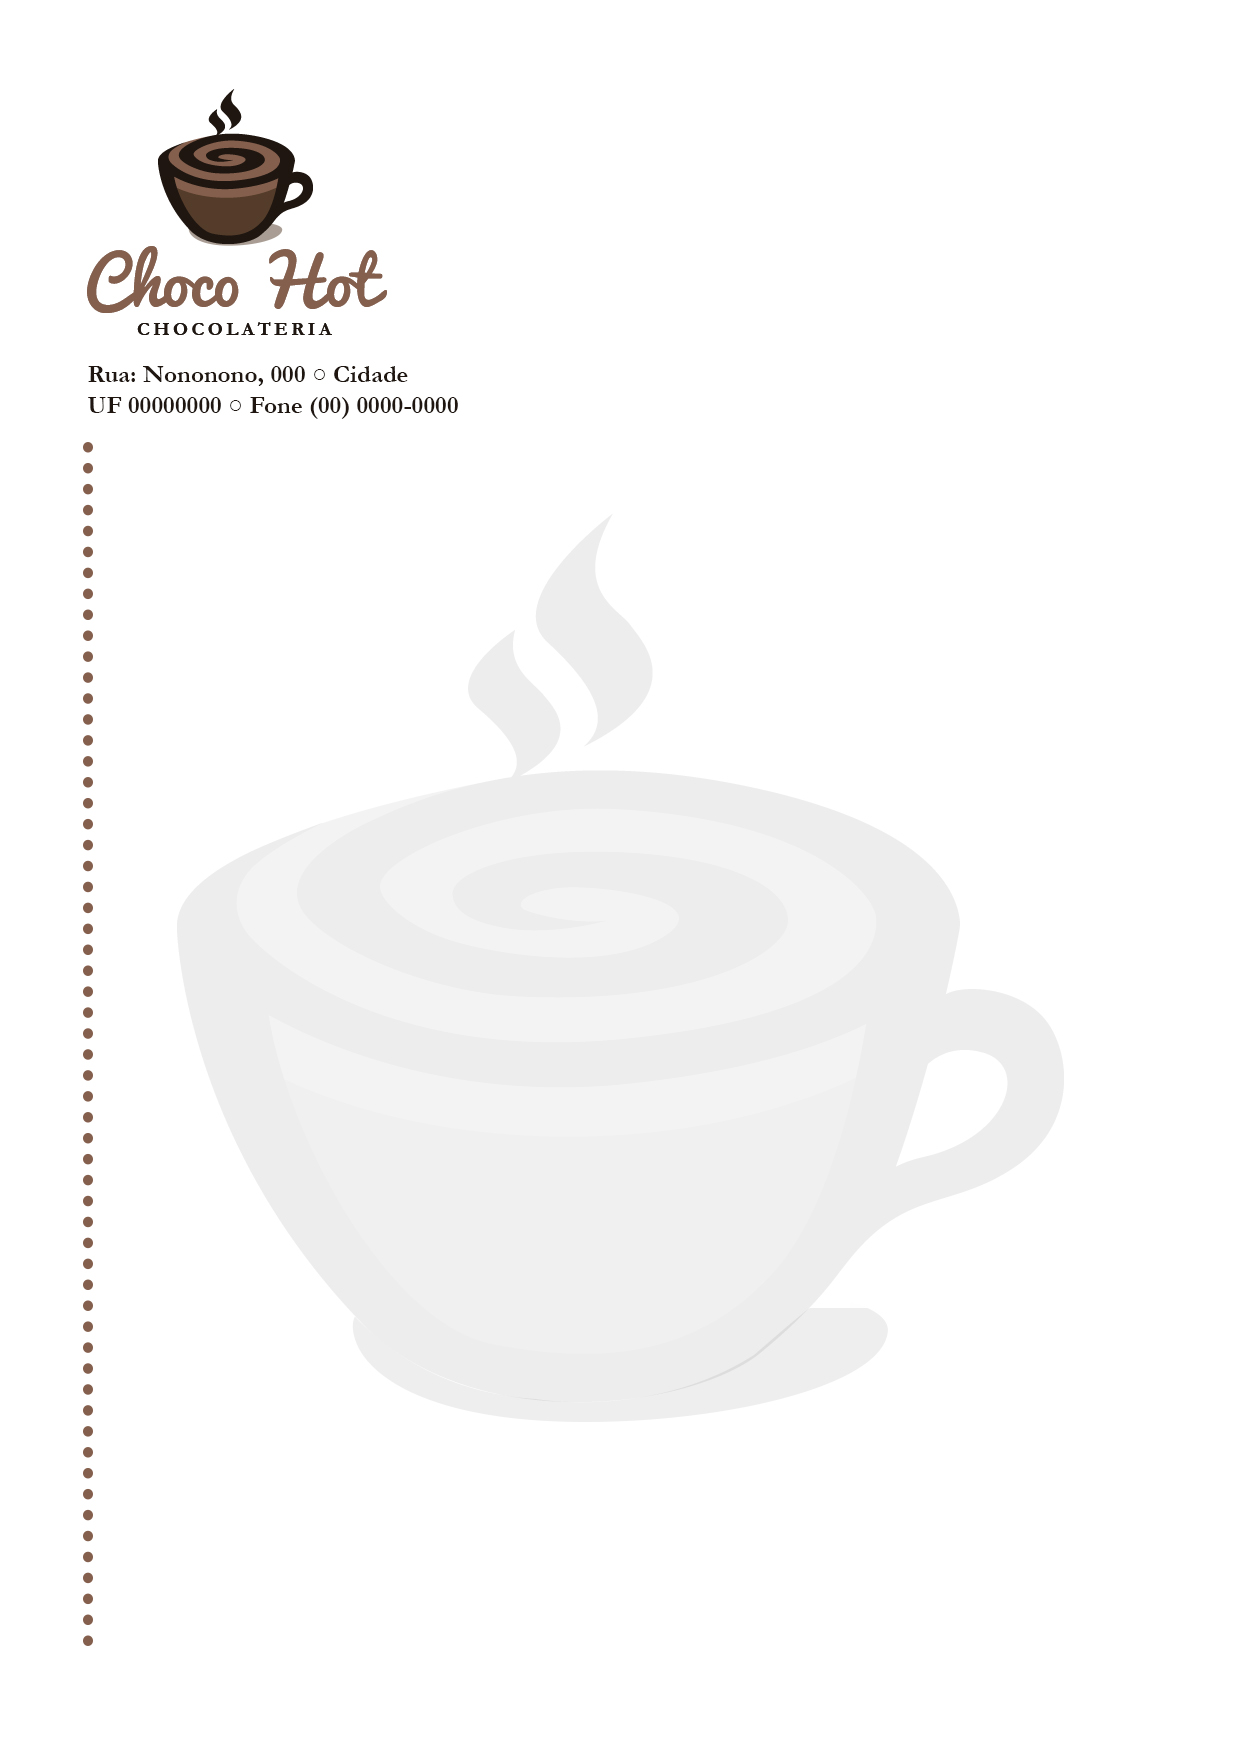 Choco Hot
CHOCOLATERIA
Rua: Nononono, 000 ○ Cidade
UF 00000000 ○ Fone (00) 0000-0000